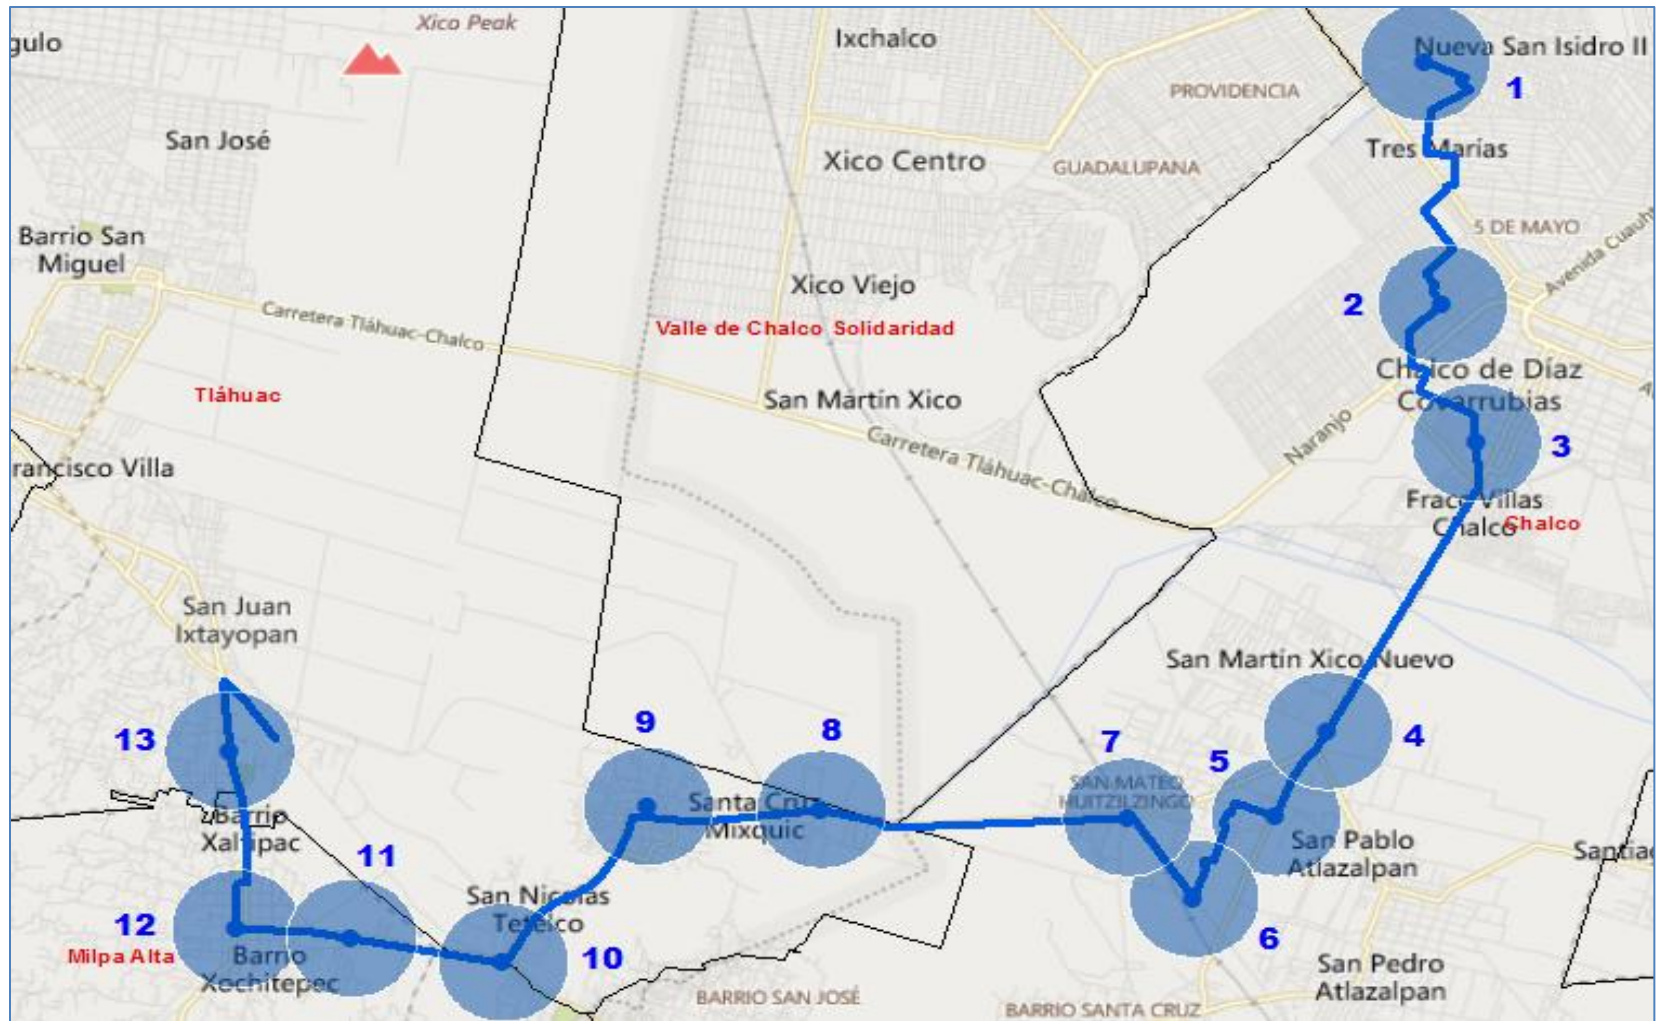 Xico Peak
gulo
Ixchalco
Nueva San Isidro II
1
PROVIDENCIA
San José
Tres Marías
Xico Centro
GUADALUPANA
5 DE MAYO
Avenida Cuauh
Barrio San
Miguel
Xico Viejo
2
Carretera Tláhuac-Chalco
Valle de Chalco Solidaridad
Chalco de Díaz
Covarrubias
Tláhuac
San Martín Xico
Naranjo
Carretera Tláhuac-Chalco
3
rancisco Villa
Fracc Villas
Chalco
Chalco
San Juan
Ixtayopan
San Martín Xico Nuevo
13
9
8
7
5
4
SAN MATEO
HUITZILZINGO
Santa Cruz
Mixquic
Barrio
Xaltipac
San Pablo
Atlazalpan
Santia
11
San Nicolás
Tetelco
12
10
6
Milpa Alta
Barrio
Xochitepec
San Pedro
Atlazalpan
BARRIO SAN JOSÉ
BARRIO SANTA CRUZ